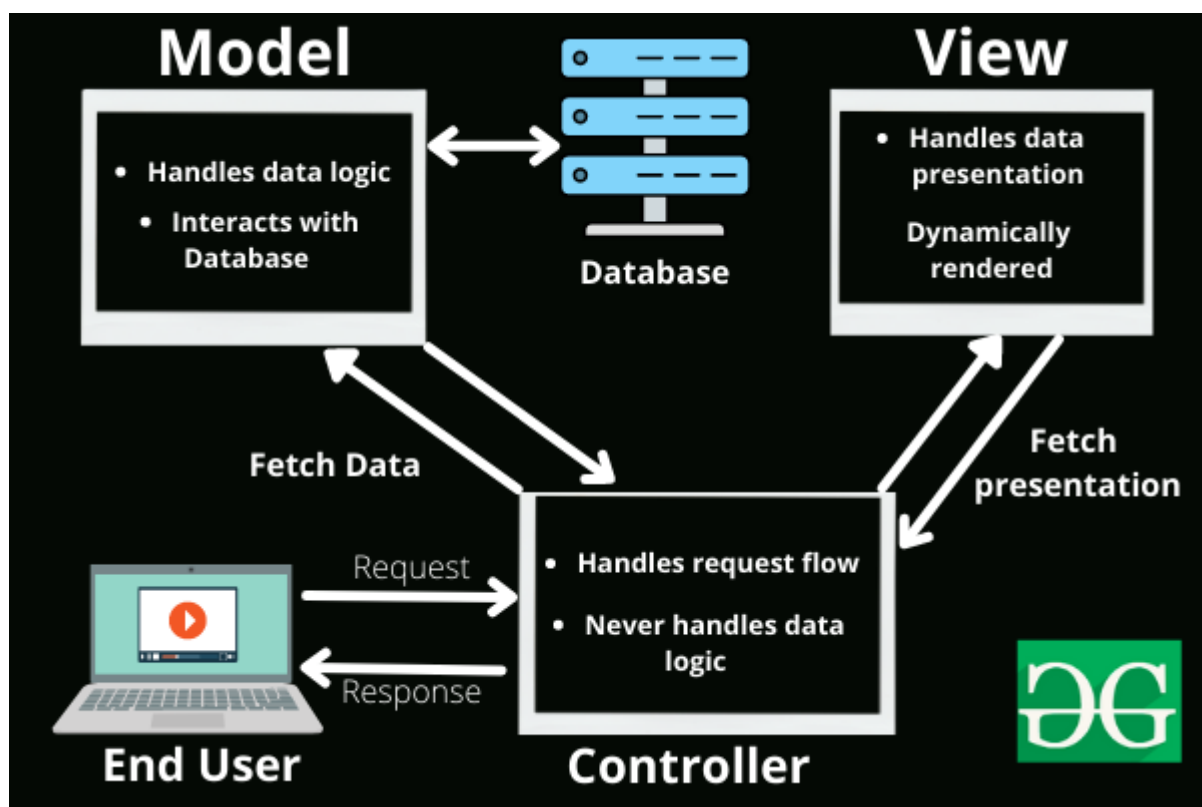 Model
View
• Handles data logic
• Interacts with
Database
Database
• Handles data
presentation
Dynamically
rendered
Fetch Data
Fetch
presentation
Request
Response
• Handles request flow
• Never handles data
logic
End User
Controller